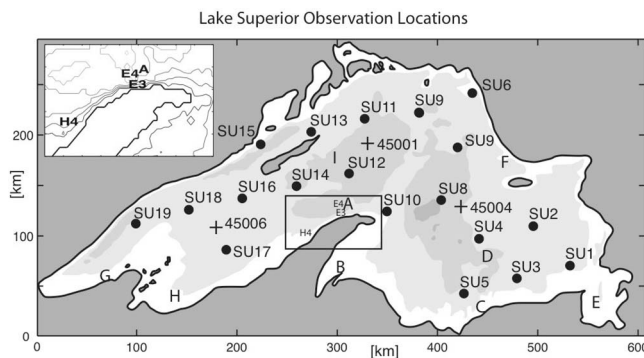 Lake Superior Observation Locations
E4 A
E3
H4
SU6
SU9
SU11
SU13
SU15
45001
SU9
I
F
SU12
SU14
SU16
SU8
SU18
E4 A
E3
SU10
45004
SU19
45006
H4
SU4
SU2
SU17
D
B
SU1
G
SU3
SU5
H
C
E
200
100
0
[km]
0
100
200
300
400
500
600
[km]